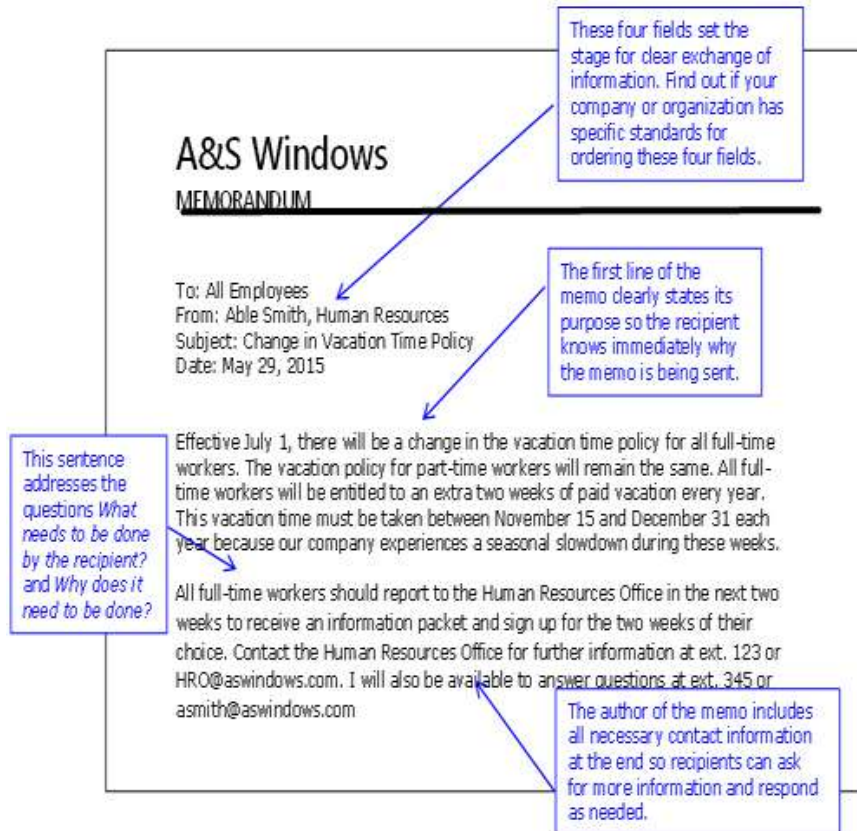 These four fields set the
stage for clear exchange of
information. Find out if your
company or organization has
specific standards for
ordering these four fields.
A&S Windows
MEMORANDUM
To: All Employees
From: Able Smith, Human Resources
Subject: Change in Vacation Time Policy
Date: May 29, 2015
The first line of the
memo clearly states its
purpose so the recipient
knows immediately why
the memo is being sent.
Effective July 1, there will be a change in the vacation time policy for all full-time
workers. The vacation policy for part-time workers will remain the same. All full-
time workers will be entitled to an extra two weeks of paid vacation every year.
This vacation time must be taken between November 15 and December 31 each
year because our company experiences a seasonal slowdown during these weeks.
This sentence
addresses the
questions What
needs to be done
by the recipient?
and Why does it
need to be done?
All full-time workers should report to the Human Resources Office in the next two
weeks to receive an information packet and sign up for the two weeks of their
choice. Contact the Human Resources Office for further information at ext. 123 or
HRO@aswindows.com. I will also be available to answer questions at ext. 345 or
asmith@aswindows.com
The author of the memo includes
all necessary contact information
at the end so recipients can ask
for more information and respond
as needed.